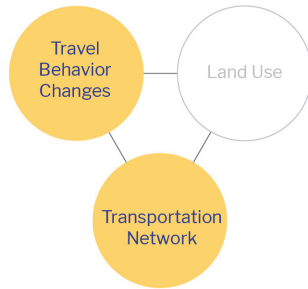 Travel
Behavior
Changes
Land Use
Transportation
Network